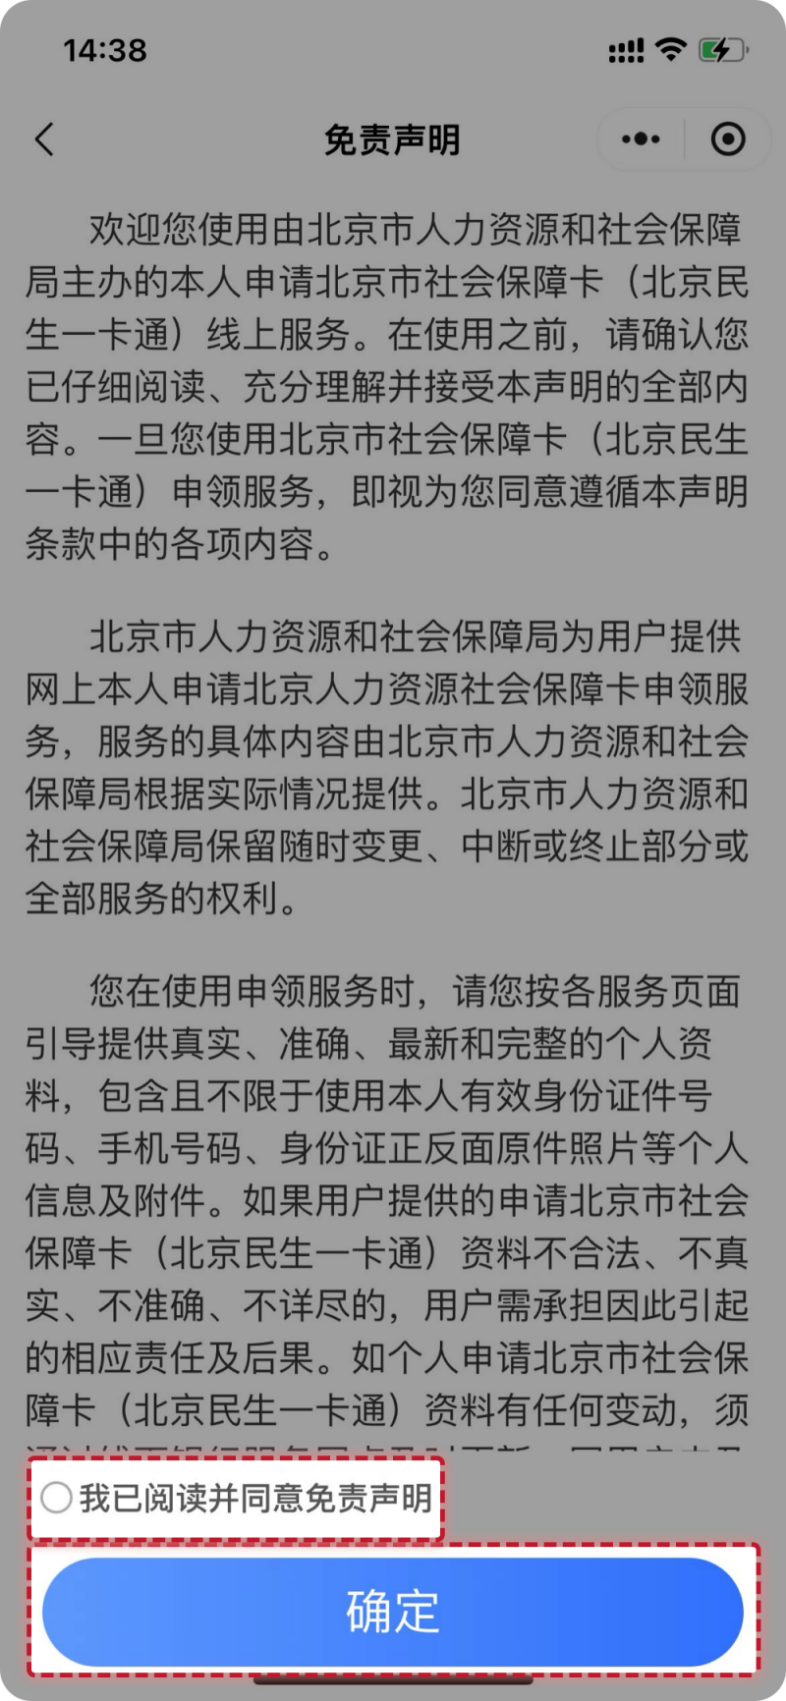 14:38
免责声明
欢迎您使用由北京市人力资源和社会保障
局主办的本人申请北京市社会保障卡（北京民
生一卡通）线上服务。在使用之前，请确认您
已仔细阅读、充分理解并接受本声明的全部内
容。一旦您使用北京市社会保障卡（北京民生
一卡通）申领服务，即视为您同意遵循本声明
条款中的各项内容。
北京市人力资源和社会保障局为用户提供
网上本人申请北京人力资源社会保障卡申领服
务，服务的具体内容由北京市人力资源和社会
保障局根据实际情况提供。北京市人力资源和
社会保障局保留随时变更、中断或终止部分或
全部服务的权利。
您在使用申领服务时，请您按各服务页面
引导提供真实、准确、最新和完整的个人资
料，包含且不限于使用本人有效身份证件号
码、手机号码、身份证正反面原件照片等个人
信息及附件。如果用户提供的申请北京市社会
保障卡（北京民生一卡通）资料不合法、不真
实、不准确、不详尽的，用户需承担因此引起
的相应责任及后果。如个人申请北京市社会保
障卡（北京民生一卡通）资料有任何变动，须
我已阅读并同意免责声明
确定